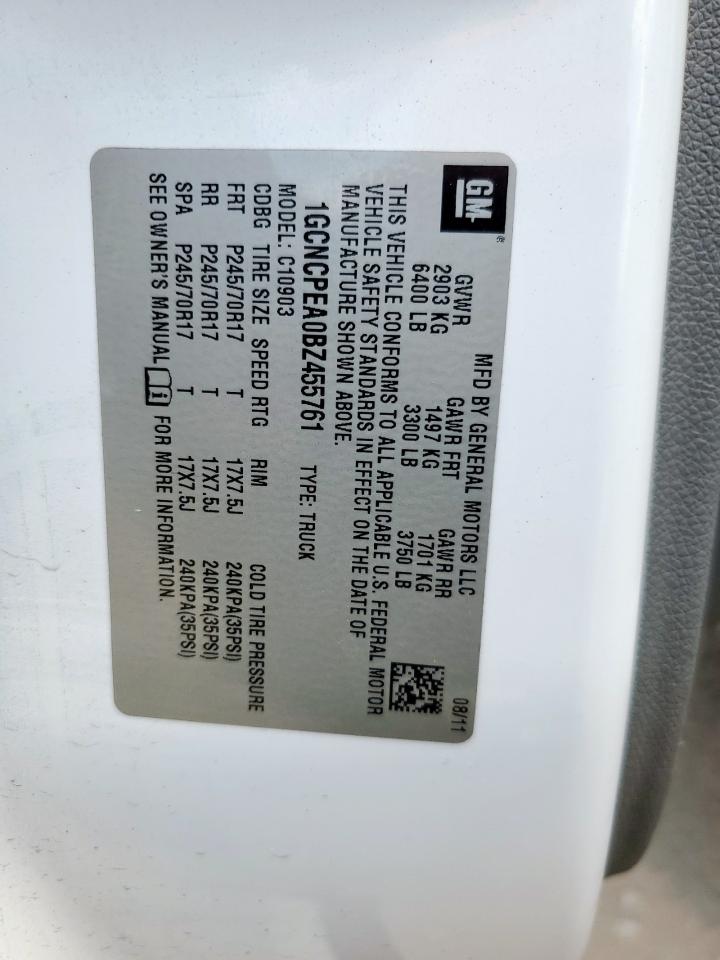 GM®
MFD BY GENERAL MOTORS LLC 08/11
GVWR GAWR FRT GAWR RR
2903 KG 1497 KG 1701 KG
6400 LB 3300 LB 3750 LB
THIS VEHICLE CONFORMS TO ALL APPLICABLE U.S. FEDERAL MOTOR
VEHICLE SAFETY STANDARDS IN EFFECT ON THE DATE OF
MANUFACTURE SHOWN ABOVE.
1GCNCPEA0BZ455761 TYPE: TRUCK
MODEL: C10903
CDBG TIRE SIZE SPEED RTG RIM COLD TIRE PRESSURE
FRT P245/70R17 T 17X7.5J 240KPA(35PSI)
RR P245/70R17 T 17X7.5J 240KPA(35PSI)
SPA P245/70R17 T 17X7.5J 240KPA(35PSI)
SEE OWNER'S MANUAL i FOR MORE INFORMATION.